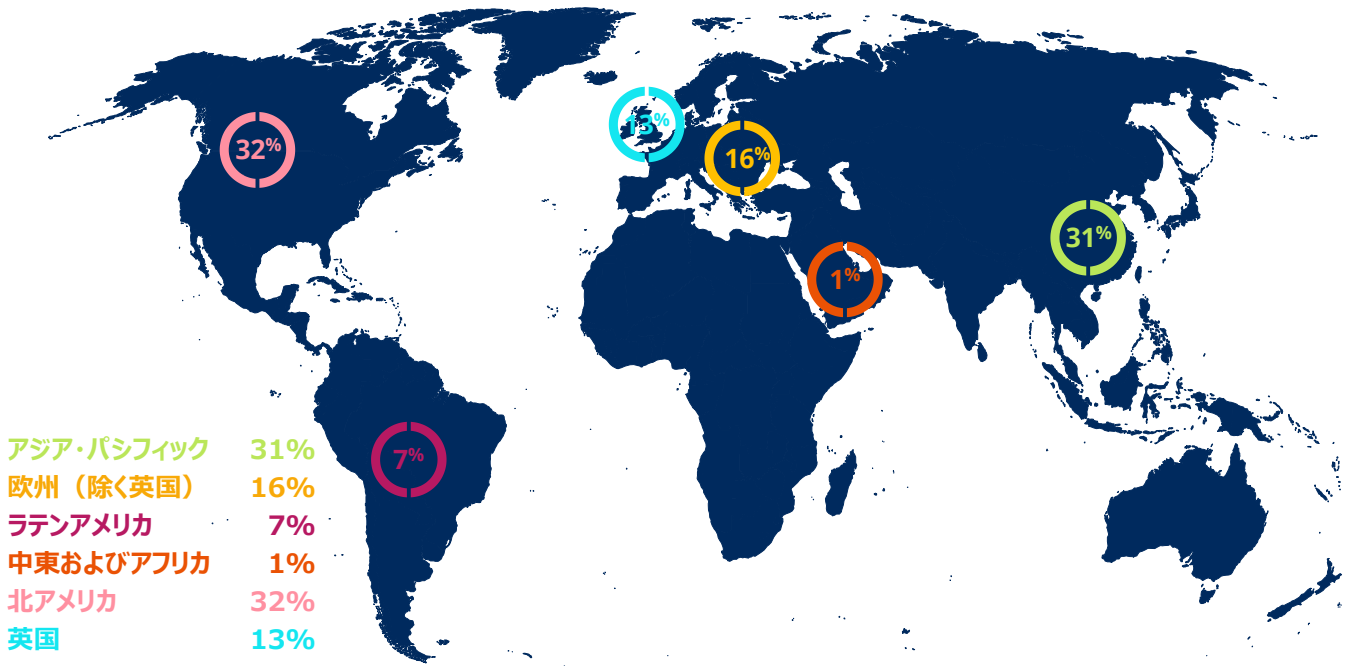 32%
13%
16%
31%
1%
7%
アジア・パシフィック 31%
欧州（除く英国） 16%
ラテンアメリカ 7%
中東およびアフリカ 1%
北アメリカ 32%
英国 13%